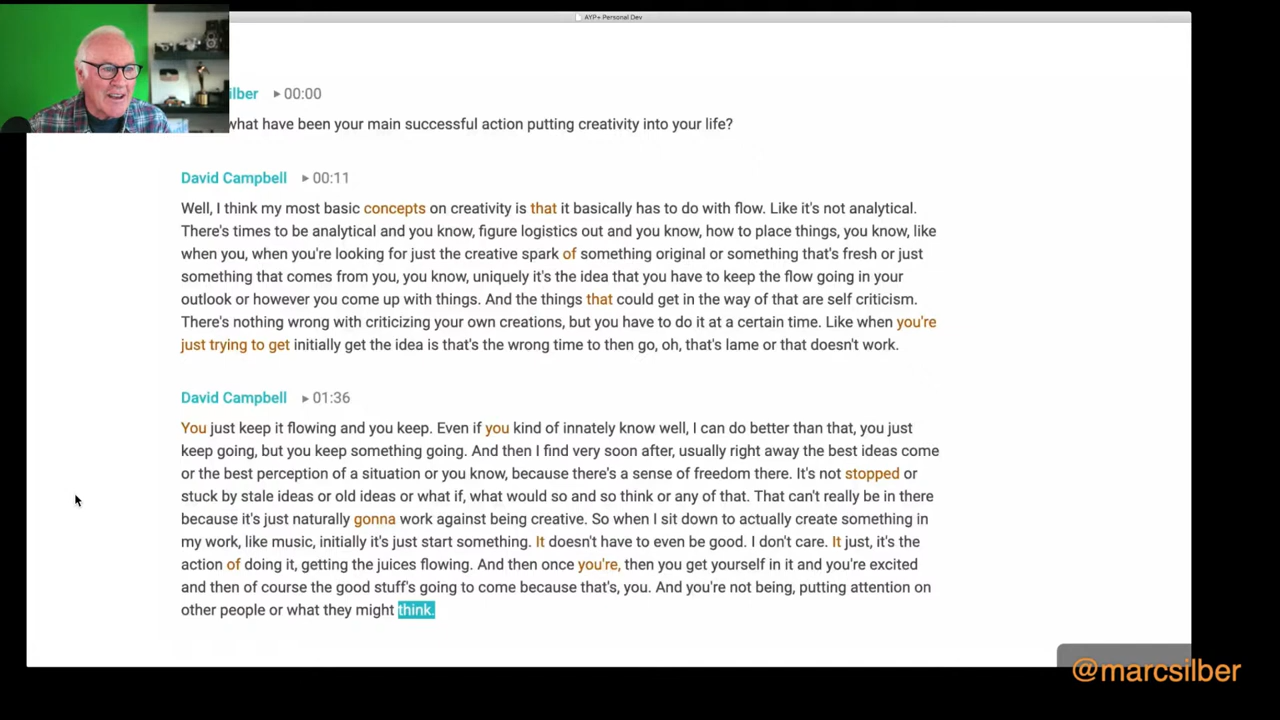 AYP+ Personal Dev
ilber 00:00
what have been your main successful action putting creativity into your life?
David Campbell 00:11
Well, I think my most basic concepts on creativity is that it basically has to do with flow. Like it's not analytical.
There's times to be analytical and you know, figure logistics out and you know, how to place things, you know, like
when you, when you're looking for just the creative spark of something original or something that's fresh or just
something that comes from you, you know, uniquely it's the idea that you have to keep the flow going in your
outlook or however you come up with things. And the things that could get in the way of that are self criticism.
There's nothing wrong with criticizing your own creations, but you have to do it at a certain time. Like when you're
just trying to get initially get the idea is that's the wrong time to then go, oh, that's lame or that doesn't work.
David Campbell 01:36
You just keep it flowing and you keep. Even if you kind of innately know well, I can do better than that, you just
keep going, but you keep something going. And then I find very soon after, usually right away the best ideas come
or the best perception of a situation or you know, because there's a sense of freedom there. It's not stopped or
stuck by stale ideas or old ideas or what if, what would so and so think or any of that. That can't really be in there
because it's just naturally gonna work against being creative. So when I sit down to actually create something in
my work, like music, initially it's just start something. It doesn't have to even be good. I don't care. It just, it's the
action of doing it, getting the juices flowing. And then once you're, then you get yourself in it and you're excited
and then of course the good stuff's going to come because that's, you. And you're not being, putting attention on
other people or what they might think.
@marcsilber